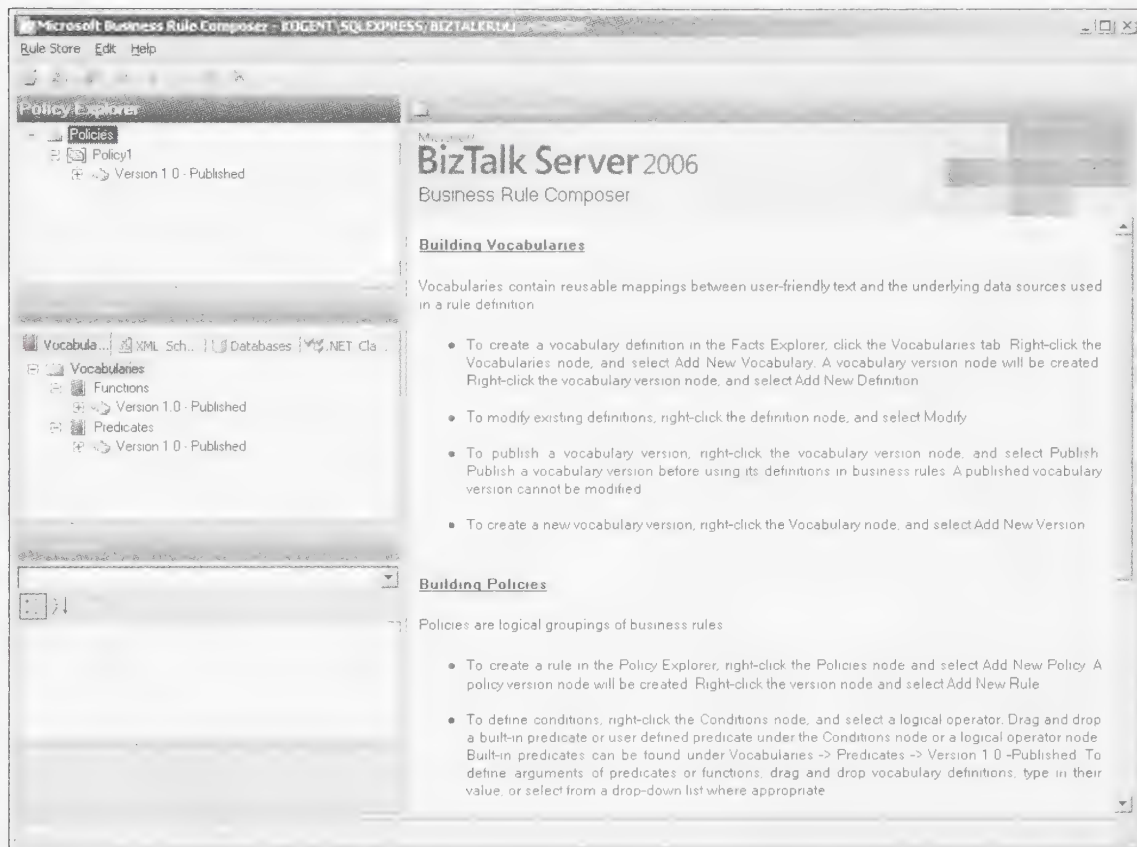 Microsoft Business Rule Composer - KOGENT\SQLEXPRESS/BIZTALKRULI
Rule Store Edit Help
Policy Explorer
Policies
Policy1
Version 1 0 - Published
Vocabula...
XML Sch...
Databases
.NET Cla...
Vocabularies
Functions
Version 1.0 - Published
Predicates
Version 1 0 - Published
Microsoft
BizTalk Server 2006
Business Rule Composer
Building Vocabularies
Vocabularies contain reusable mappings between user-friendly text and the underlying data sources used
in a rule definition
• To create a vocabulary definition in the Facts Explorer, click the Vocabularies tab Right-click the
Vocabularies node, and select Add New Vocabulary. A vocabulary version node will be created
Right-click the vocabulary version node, and select Add New Definition
• To modify existing definitions, right-click the definition node, and select Modify
• To publish a vocabulary version, right-click the vocabulary version node, and select Publish
Publish a vocabulary version before using its definitions in business rules A published vocabulary
version cannot be modified
• To create a new vocabulary version, right-click the Vocabulary node, and select Add New Version
Building Policies
Policies are logical groupings of business rules
• To create a rule in the Policy Explorer, right-click the Policies node and select Add New Policy A
policy version node will be created Right-click the version node and select Add New Rule
• To define conditions, right-click the Conditions node, and select a logical operator. Drag and drop
a built-in predicate or user defined predicate under the Conditions node or a logical operator node
Built-in predicates can be found under Vocabularies -> Predicates -> Version 1 0 -Published To
define arguments of predicates or functions, drag and drop vocabulary definitions, type in their
value, or select from a drop-down list where appropriate